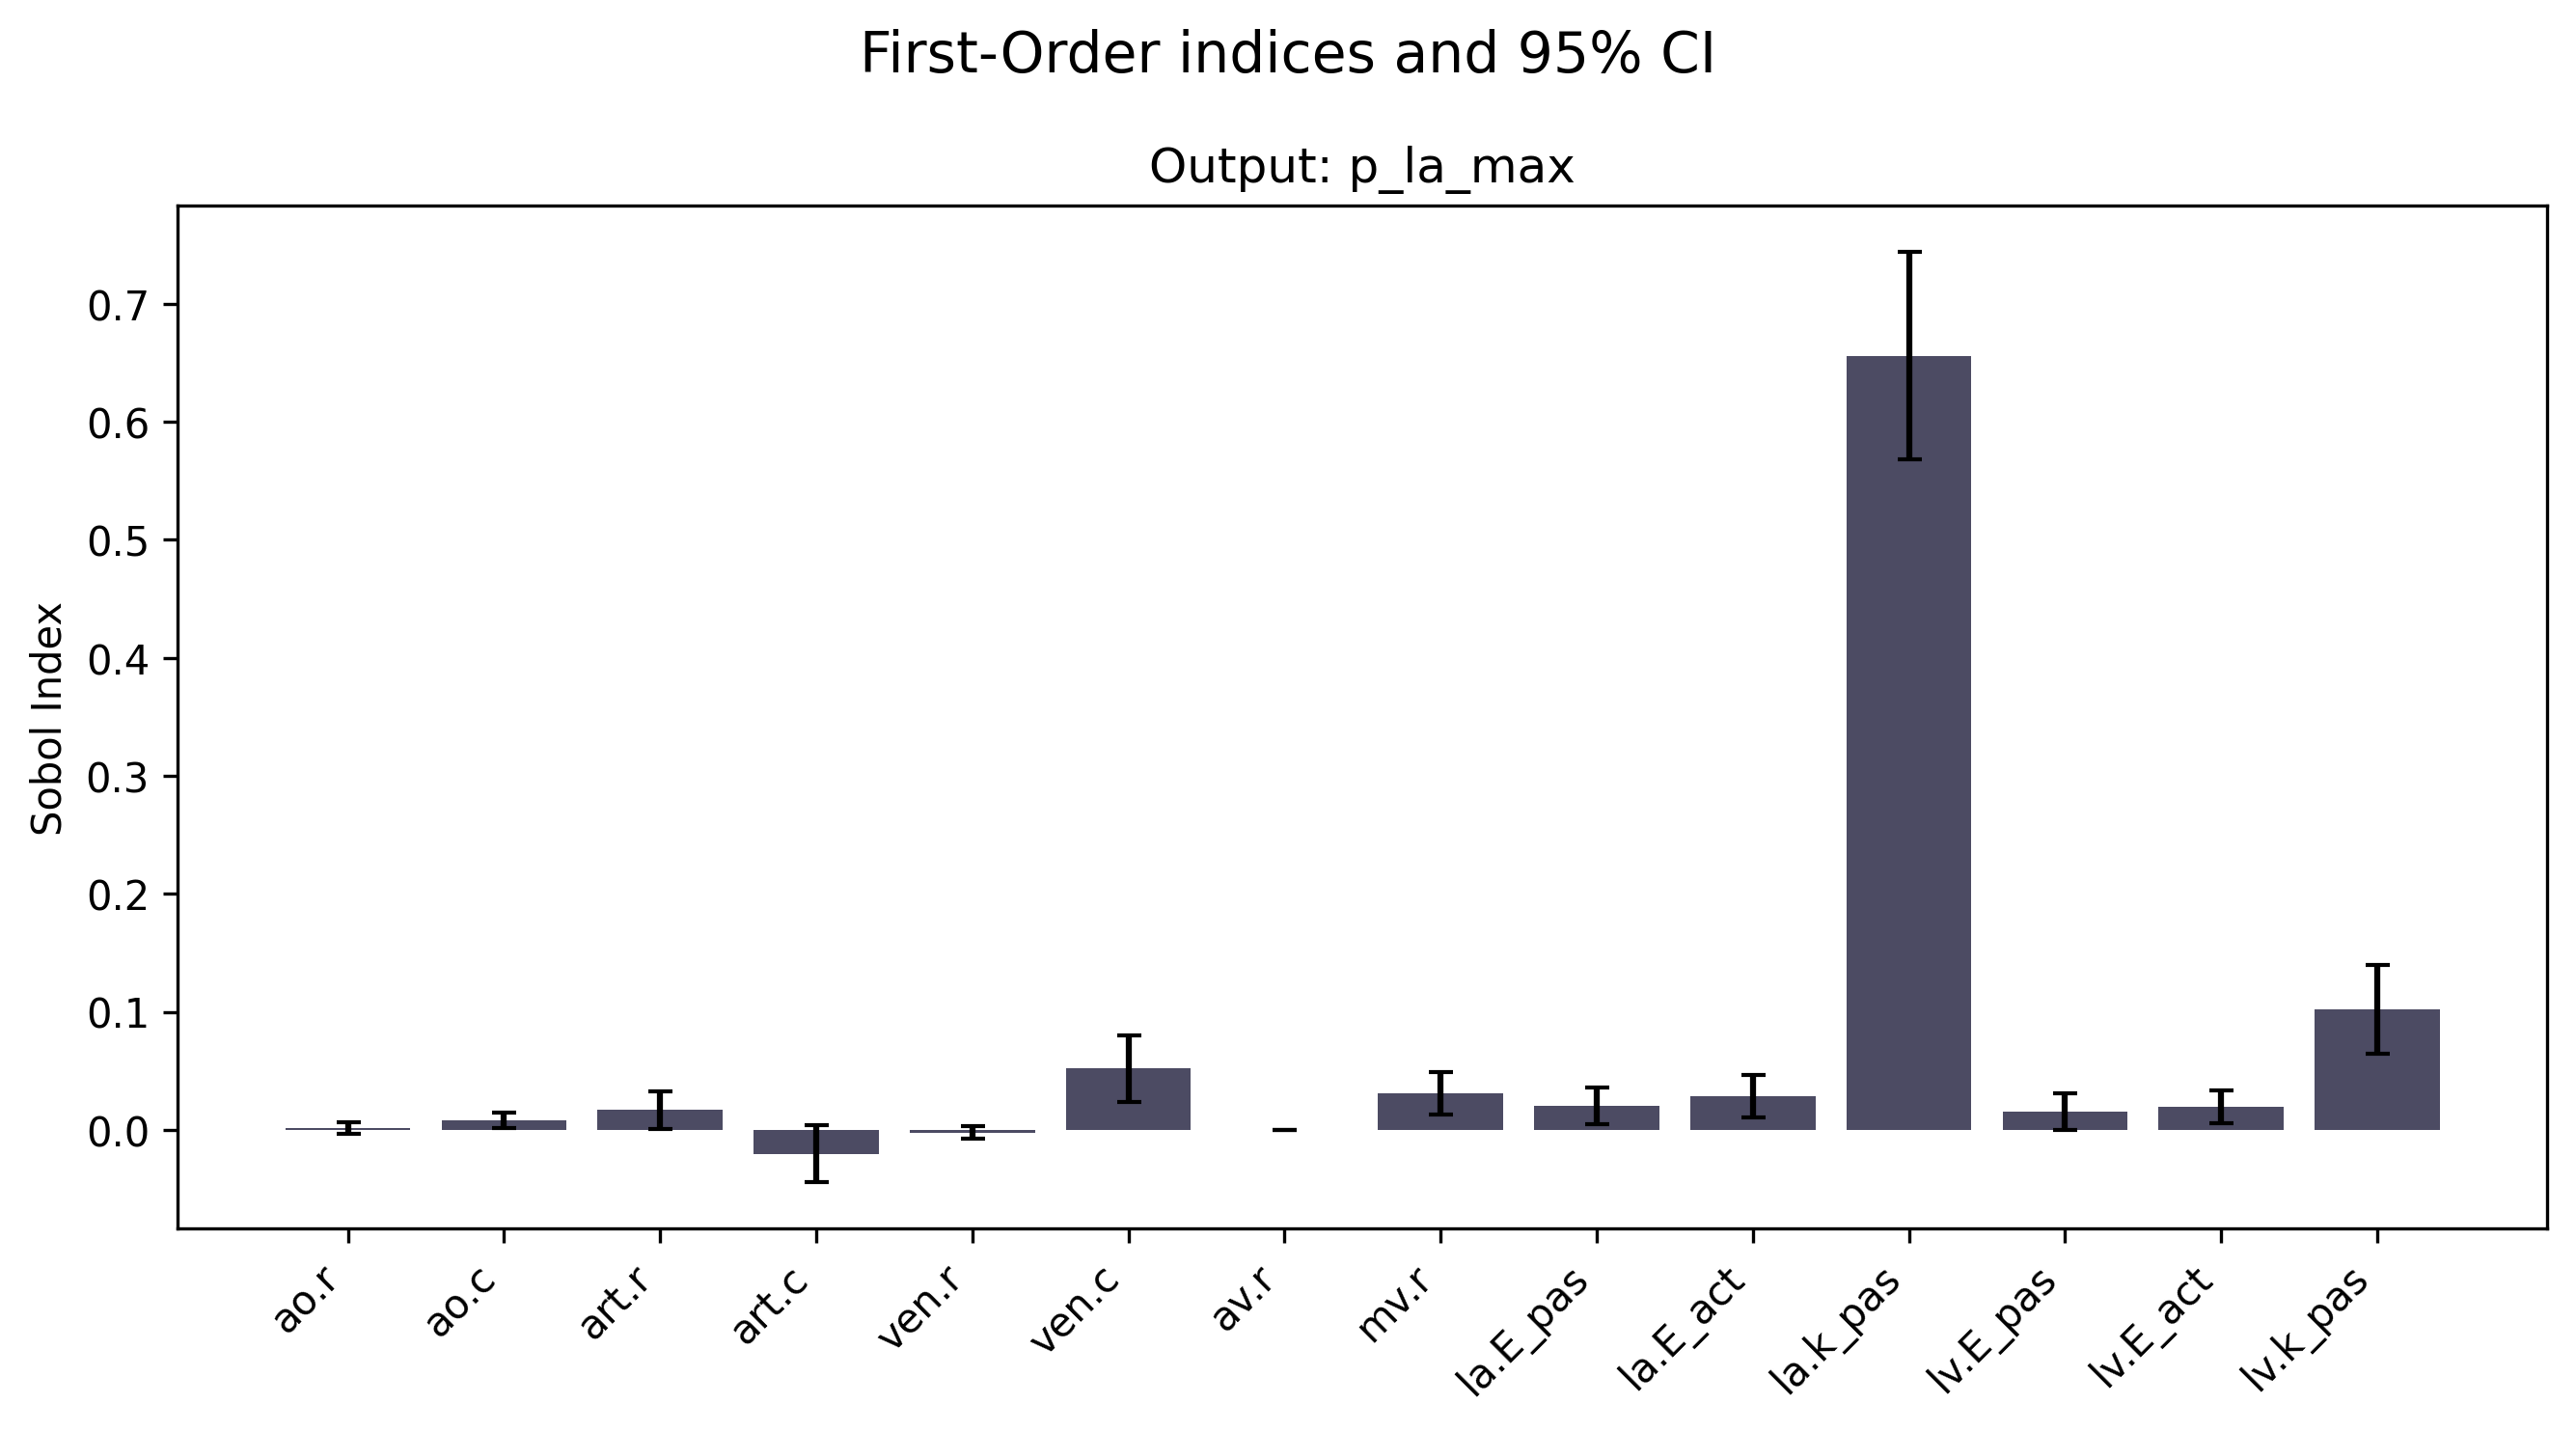 First-Order indices and 95% CI
Output: p_la_max
Sobol Index
0.7
0.6
0.5
0.4
0.3
0.2
0.1
0.0
ao.r
ao.c
art.r
art.c
ven.r
ven.c
av.r
mv.r
la.E_pas
la.E_act
la.k_pas
lv.E_pas
lv.E_act
lv.k_pas